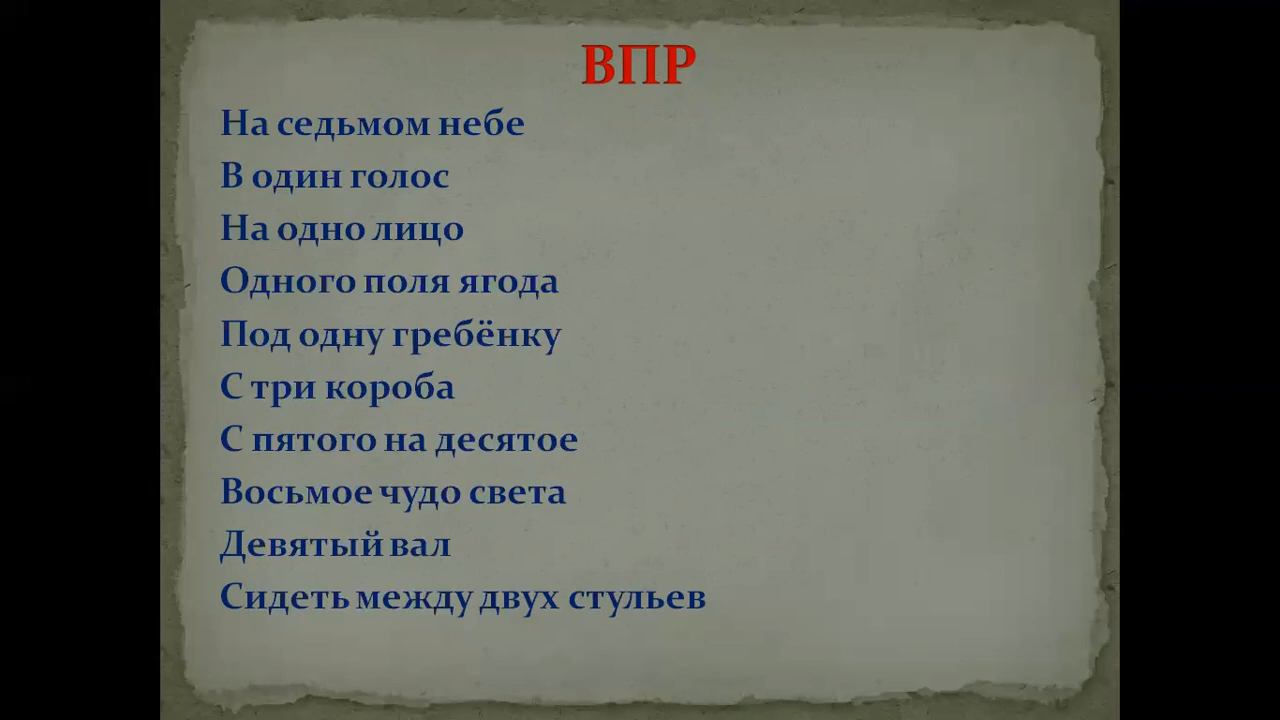 ВПР
На седьмом небе
В один голос
На одно лицо
Одного поля ягода
Под одну гребёнку
С три короба
С пятого на десятое
Восьмое чудо света
Девятый вал
Сидеть между двух стульев